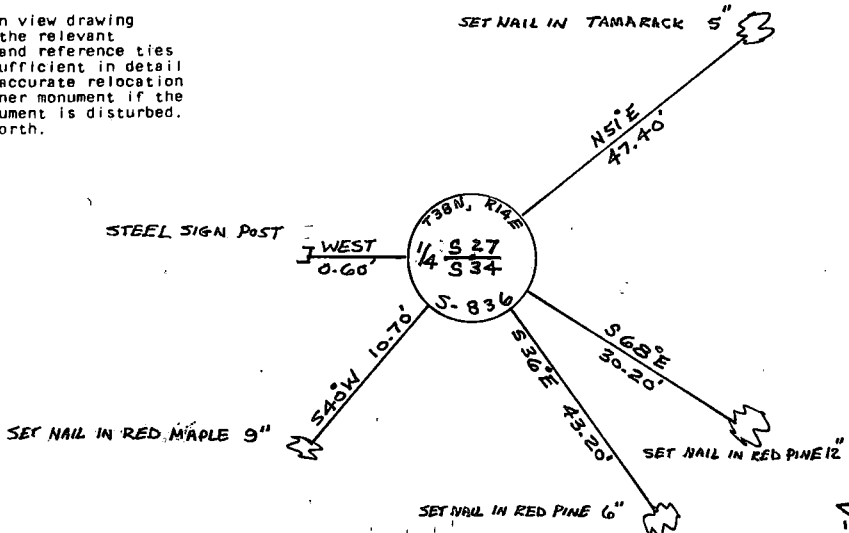 n view drawing
the relevant
and reference ties
ufficient in detail
accurate relocation
ner monument if the
ument is disturbed.
orth.
SET NAIL IN TAMARACK 5"
N51°E
47.40'
STEEL SIGN POST
WEST
0.60'
T38N, R14E
1/4 S 27
S 34
S-836
S40°W 10.70'
S68°E
30.20'
S36°E 43.20'
SET NAIL IN RED MAPLE 9"
SET NAIL IN RED PINE 12"
SET NAIL IN RED PINE 6"